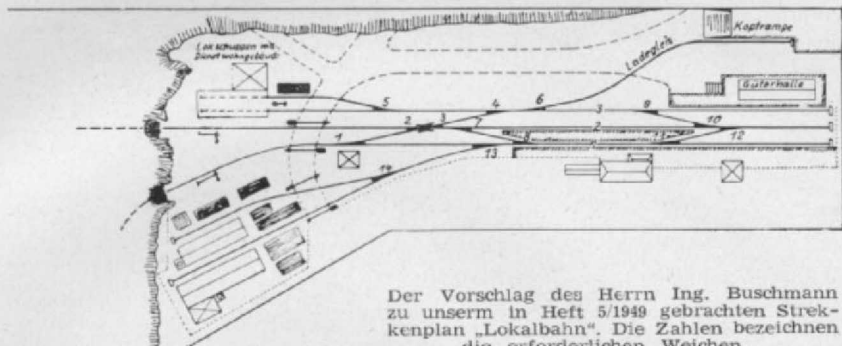 Lokschuppen mit
Dienstwohngebäude
Kopframpe
Ladegleis
Güterhalle
5
4
6
3
9
2
3
7
10
1
8
2
12
13
14
Der Vorschlag des Herrn Ing. Buschmann
zu unserm in Heft 5/1949 gebrachten Strek-
kenplan „Lokalbahn“. Die Zahlen bezeichnen
die erforderlichen Weichen.